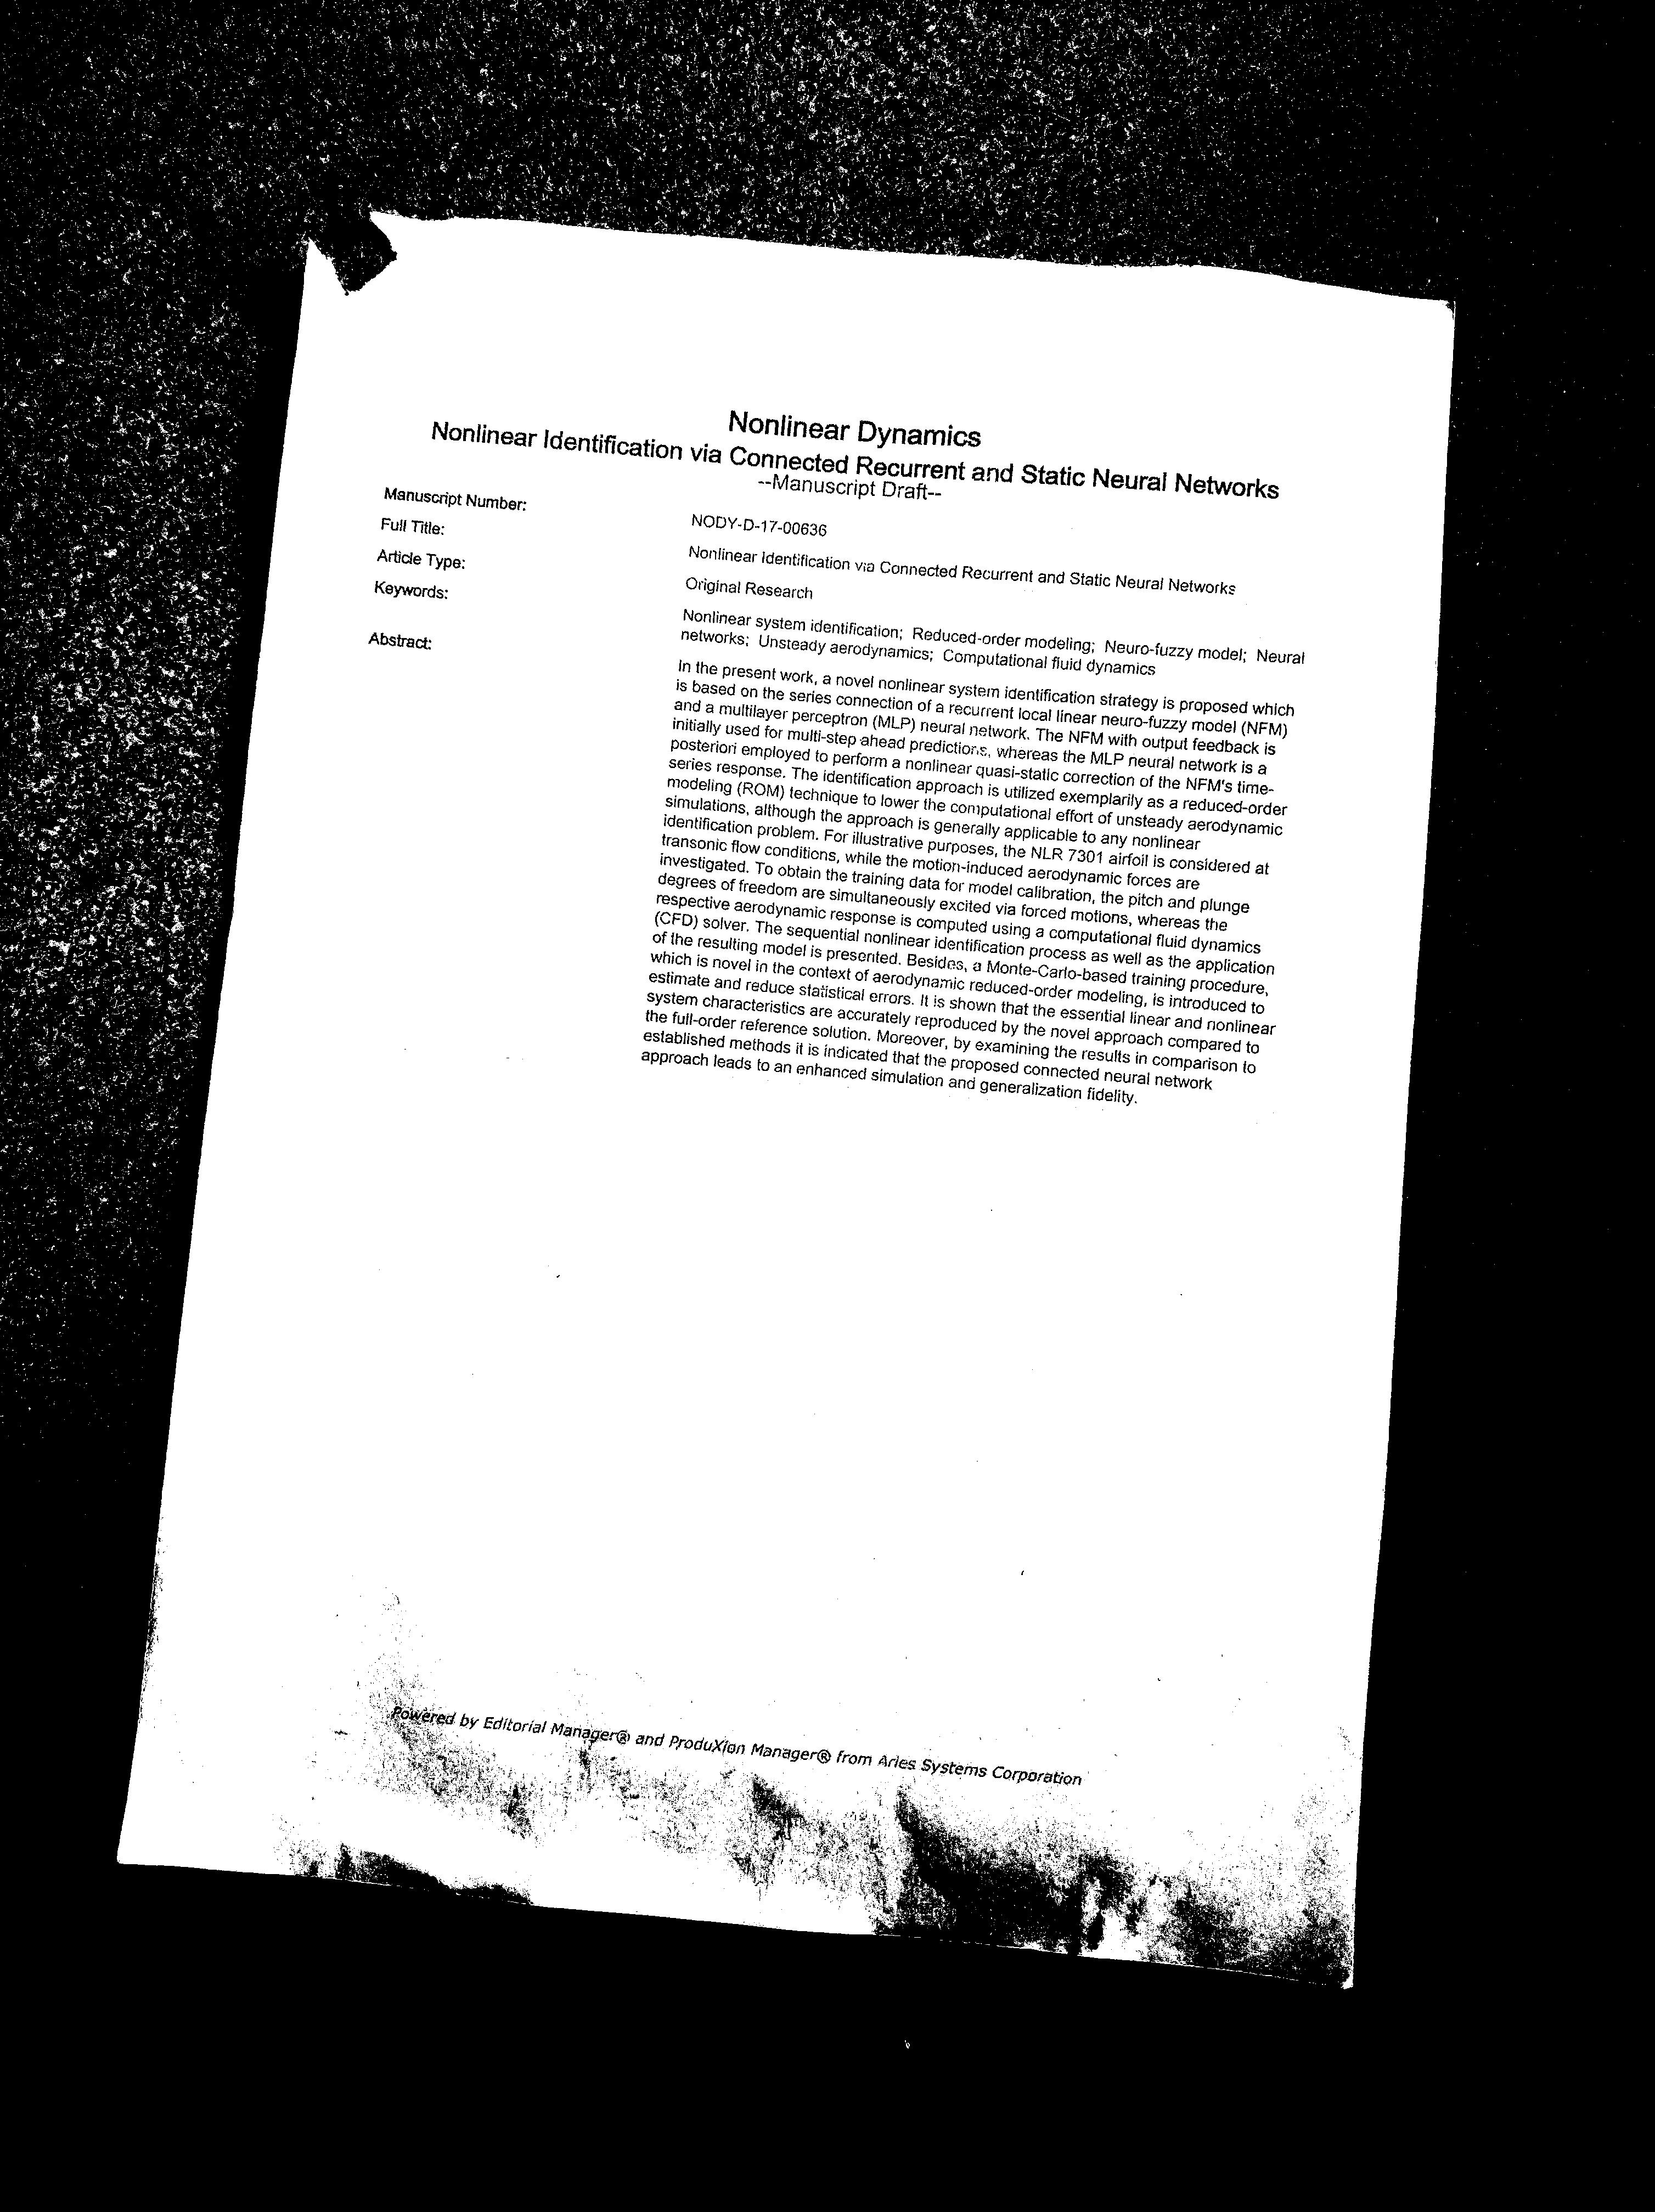 Nonlinear Dynamics
Nonlinear Identification via Connected Recurrent and Static Neural Networks
--Manuscript Draft--
Manuscript Number:
NODY-D-17-00636
Full Title:
Nonlinear Identification via Connected Recurrent and Static Neural Networks
Article Type:
Original Research
Keywords:
Nonlinear system identification; Reduced-order modeling; Neuro-fuzzy model; Neural
networks; Unsteady aerodynamics; Computational fluid dynamics
Abstract:
In the present work, a novel nonlinear system identification strategy is proposed which
is based on the series connection of a recurrent local linear neuro-fuzzy model (NFM)
and a multilayer perceptron (MLP) neural network. The NFM with output feedback is
initially used for multi-step ahead predictions, whereas the MLP neural network is a
posteriori employed to perform a nonlinear quasi-static correction of the NFM's time-
series response. The identification approach is utilized exemplarily as a reduced-order
modeling (ROM) technique to lower the computational effort of unsteady aerodynamic
simulations, although the approach is generally applicable to any nonlinear
identification problem. For illustrative purposes, the NLR 7301 airfoil is considered at
transonic flow conditions, while the motion-induced aerodynamic forces are
investigated. To obtain the training data for model calibration, the pitch and plunge
degrees of freedom are simultaneously excited via forced motions, whereas the
respective aerodynamic response is computed using a computational fluid dynamics
(CFD) solver. The sequential nonlinear identification process as well as the application
of the resulting model is presented. Besides, a Monte-Carlo-based training procedure,
which is novel in the context of aerodynamic reduced-order modeling, is introduced to
estimate and reduce statistical errors. It is shown that the essential linear and nonlinear
system characteristics are accurately reproduced by the novel approach compared to
the full-order reference solution. Moreover, by examining the results in comparison to
established methods it is indicated that the proposed connected neural network
approach leads to an enhanced simulation and generalization fidelity.
Powered by Editorial Manager® and ProduXion Manager® from Aries Systems Corporation